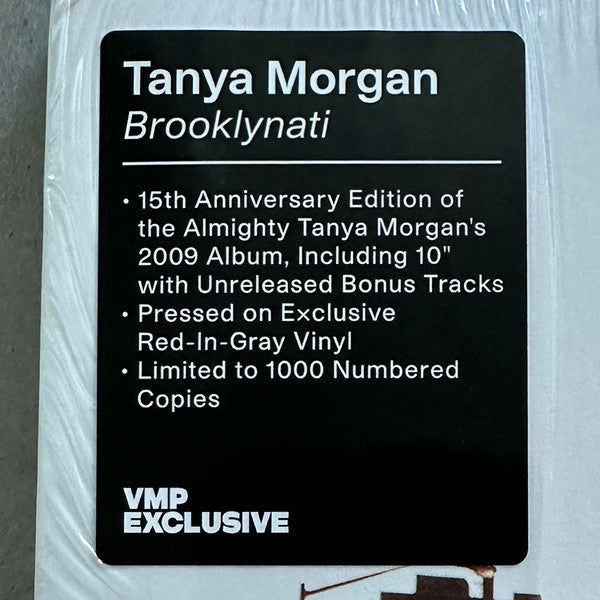 Tanya Morgan
Brooklynati
• 15th Anniversary Edition of
the Almighty Tanya Morgan's
2009 Album, Including 10"
with Unreleased Bonus Tracks
• Pressed on Exclusive
Red-In-Gray Vinyl
• Limited to 1000 Numbered
Copies
VMP
EXCLUSIVE